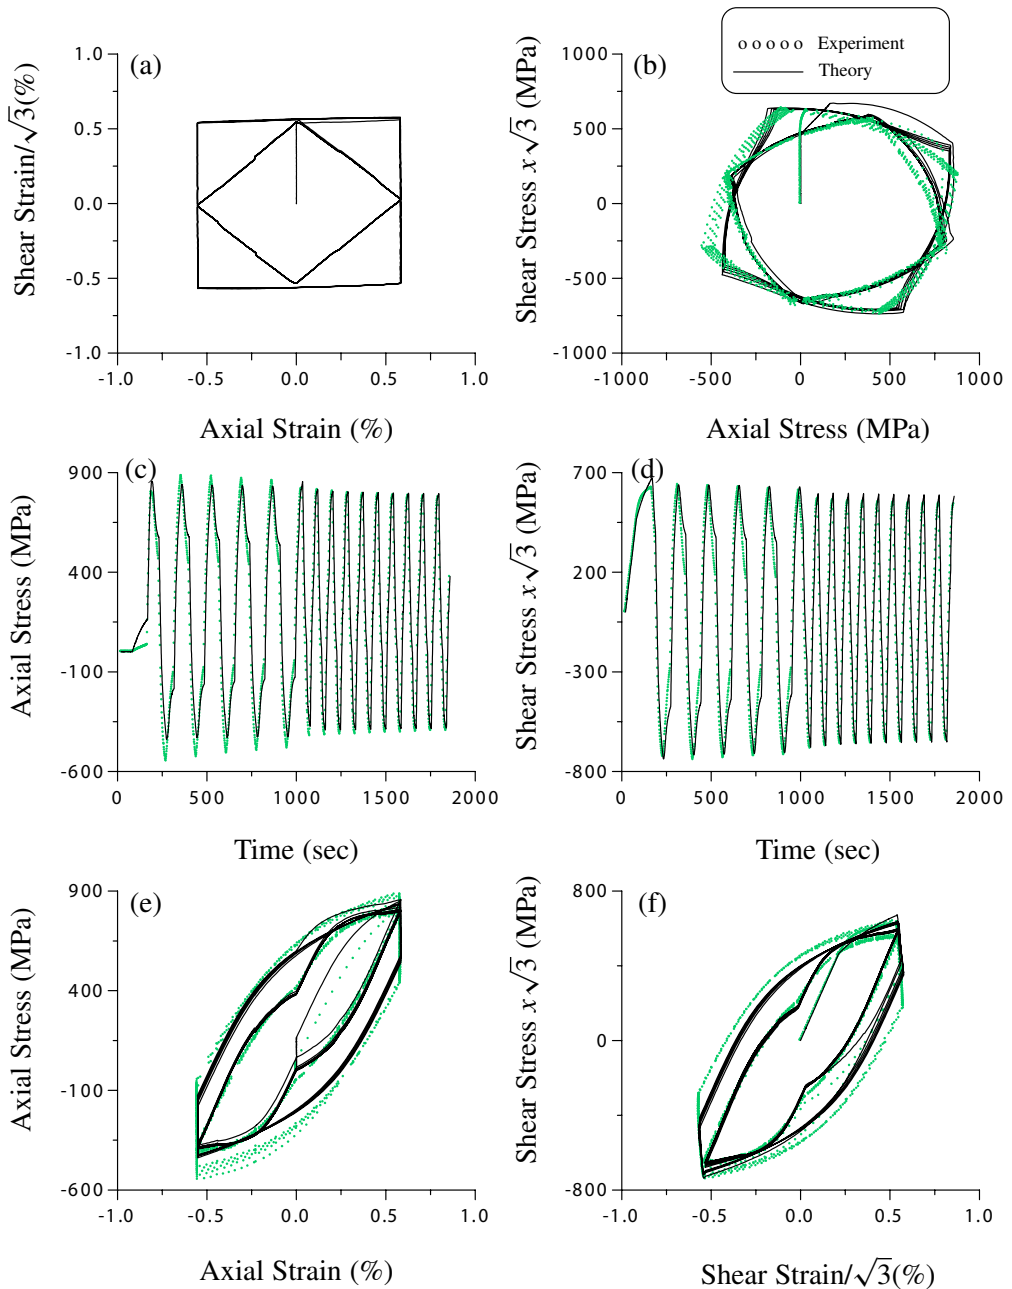 Experiment
Theory
(a)
Shear Strain/√3(%)
1.0
0.5
0.0
-0.5
-1.0
-1.0 -0.5 0.0 0.5 1.0
Axial Strain (%)
(b)
Shear Stress x√3 (MPa)
1000
500
0
-500
-1000
-1000 -500 0 500 1000
Axial Stress (MPa)
(c)
Axial Stress (MPa)
900
400
-100
-600
0 500 1000 1500 2000
Time (sec)
(d)
Shear Stress x√3 (MPa)
700
200
-300
-800
0 500 1000 1500 2000
Time (sec)
(e)
Axial Stress (MPa)
900
400
-100
-600
-1.0 -0.5 0.0 0.5 1.0
Axial Strain (%)
(f)
Shear Stress x√3 (MPa)
800
400
0
-400
-800
-1.0 -0.5 0.0 0.5 1.0
Shear Strain/√3(%)